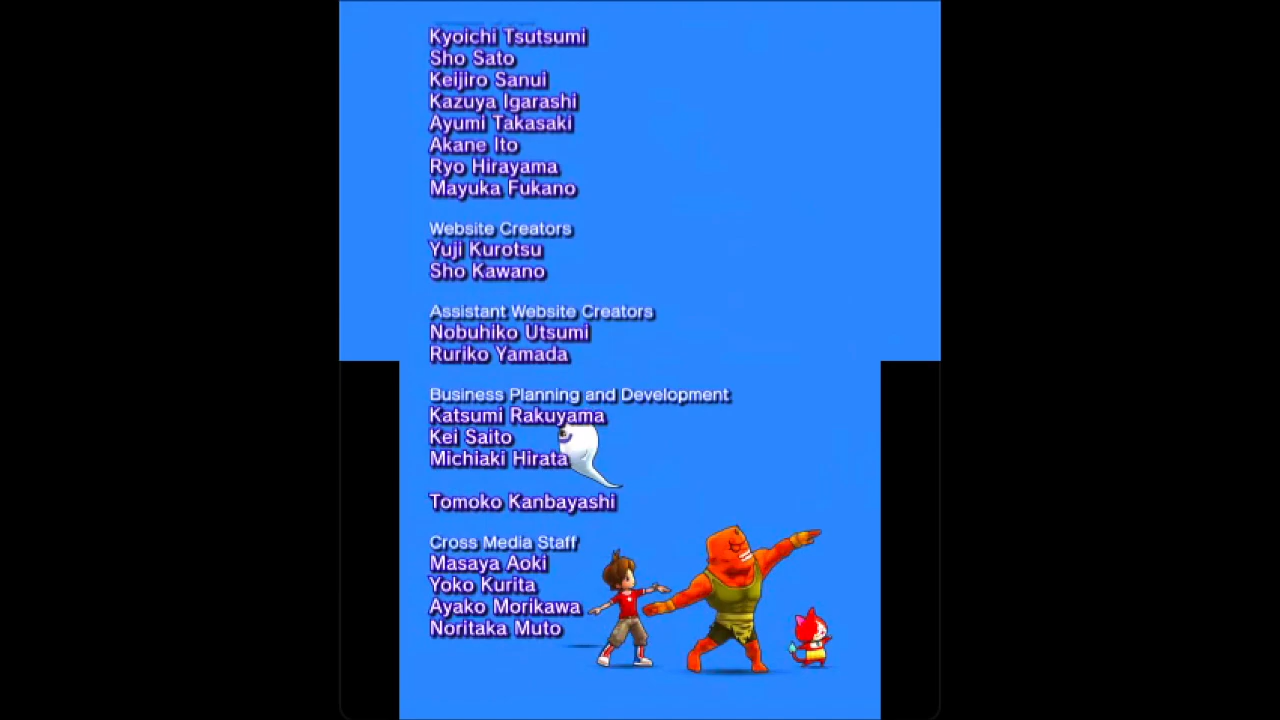 Kyoichi Tsutsumi
Sho Sato
Keijiro Sanui
Kazuya Igarashi
Ayumi Takasaki
Akane Ito
Ryo Hirayama
Mayuka Fukano
Website Creators
Yuji Kurotsu
Sho Kawano
Assistant Website Creators
Nobuhiko Utsumi
Ruriko Yamada
Business Planning and Development
Katsumi Rakuyama
Kei Saito
Michiaki Hirata
Tomoko Kanbayashi
Cross Media Staff
Masaya Aoki
Yoko Kurita
Ayako Morikawa
Noritaka Muto